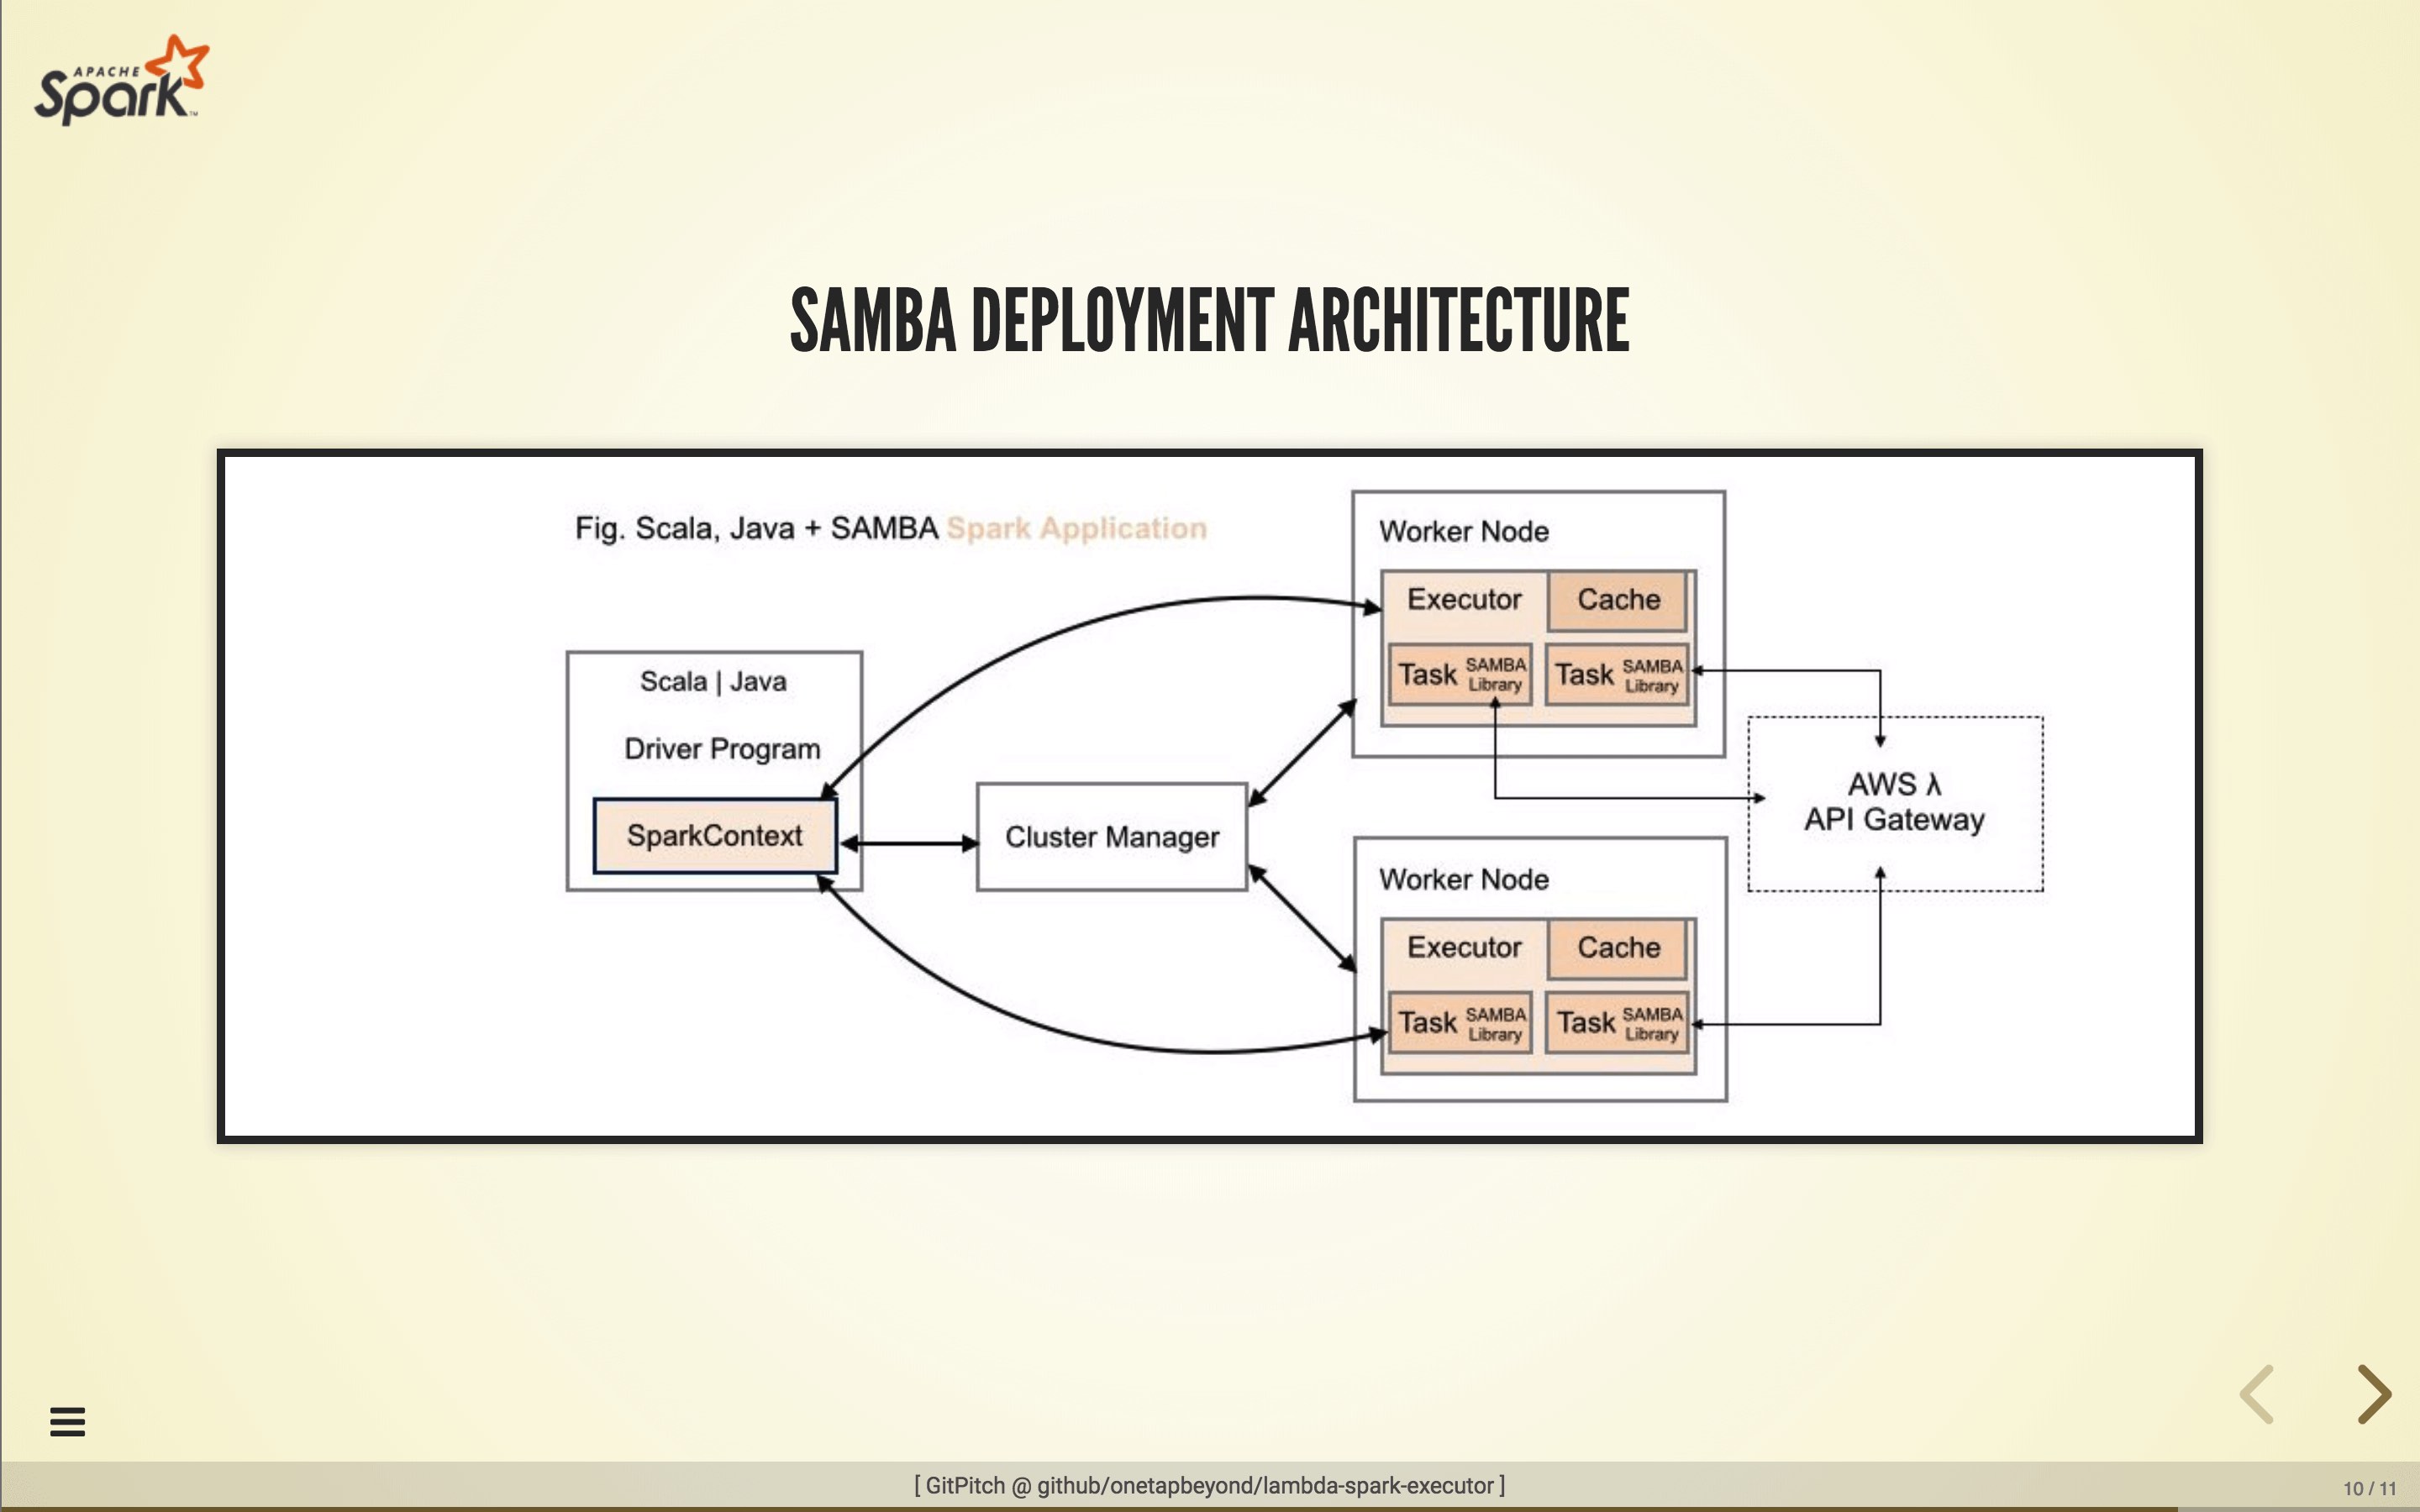 APACHE
Spark™
SAMBA DEPLOYMENT ARCHITECTURE
Fig. Scala, Java + SAMBA Spark Application
Scala | Java
Driver Program
SparkContext
Cluster Manager
Worker Node
Executor
Cache
Task SAMBA
Library
Task SAMBA
Library
Worker Node
Executor
Cache
Task SAMBA
Library
Task SAMBA
Library
AWS λ
API Gateway
[ GitPitch @ github/onetapbeyond/lambda-spark-executor ]
10 / 11